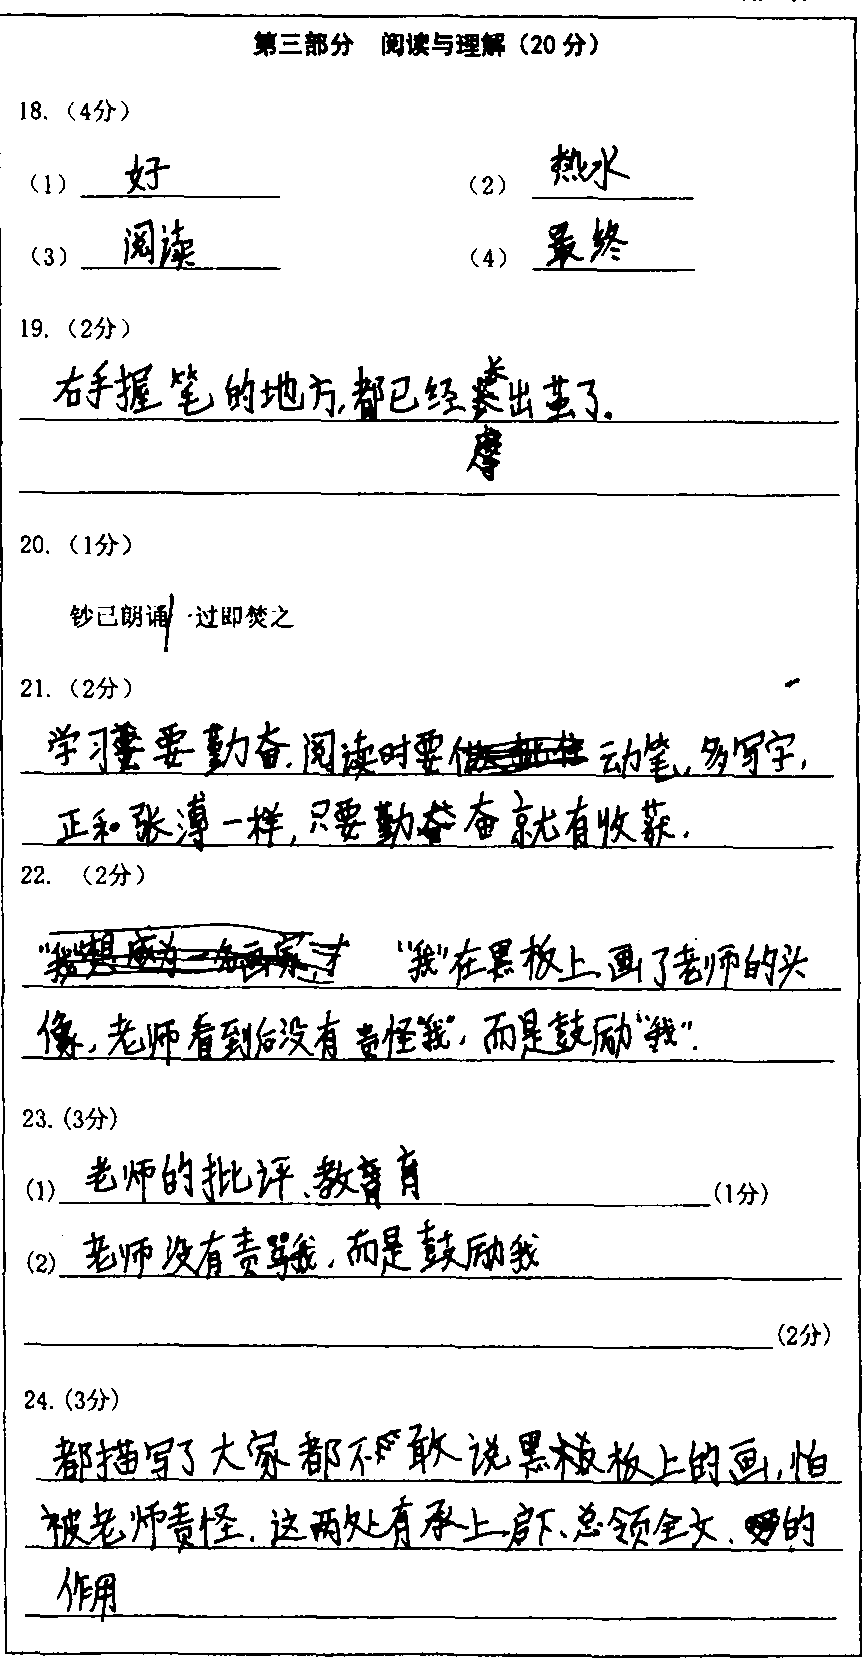 第三部分 阅读与理解（20分）
18.（4分）
（1）好 （2）热水
（3）阅读 （4）最终
19.（2分）
右手握笔的地方，都已经出茧了。
摩
20.（1分）
钞已朗诵/一过即焚之
21.（2分）
学习要勤奋，阅读时要动笔，多写字，
正和张溥一样，只要勤奋就有收获。
22. （2分）
"我"在黑板上画了老师的头
像，老师看到后没有责怪"我"，而是鼓励"我"。
23.(3分)
(1)老师的批评、教育 (1分)
(2)老师没有责骂我，而是鼓励我
(2分)
24.(3分)
都描写了大家都不敢说黑板上的画，怕
被老师责怪。这两处有承上启下、总领全文、的
作用